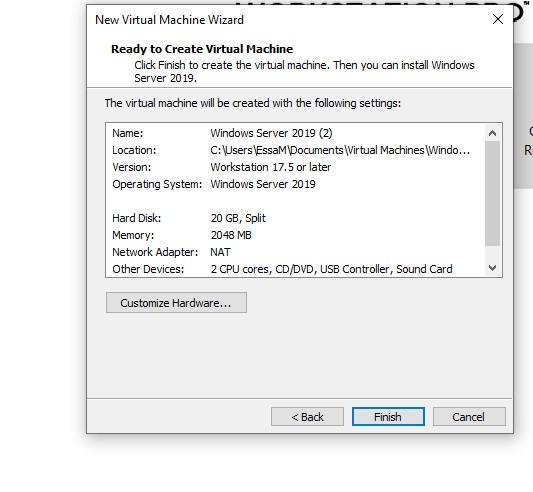 WORKSTATION PRO™
New Virtual Machine Wizard
Ready to Create Virtual Machine
Click Finish to create the virtual machine. Then you can install Windows
Server 2019.
The virtual machine will be created with the following settings:
Name: Windows Server 2019 (2)
Location: C:\Users\EssaM\Documents\Virtual Machines\Windo...
Version: Workstation 17.5 or later
Operating System: Windows Server 2019
Hard Disk: 20 GB, Split
Memory: 2048 MB
Network Adapter: NAT
Other Devices: 2 CPU cores, CD/DVD, USB Controller, Sound Card
Customize Hardware...
< Back Finish Cancel